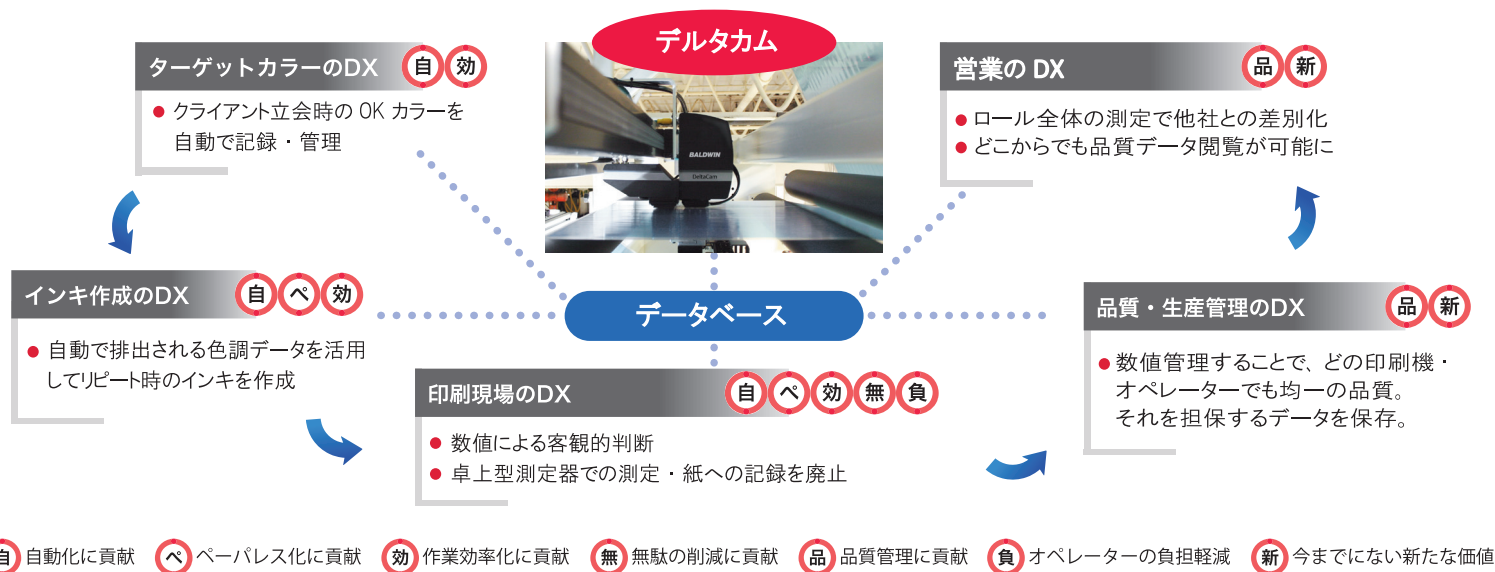 デルタカム
BALDWIN
DeltaCam
ターゲットカラーのDX 自 効
● クライアント立会時の OK カラーを
自動で記録・管理
インキ作成のDX 自 ペ 効
● 自動で排出される色調データを活用
してリピート時のインキを作成
データベース
印刷現場のDX 自 ペ 効 無 負
● 数値による客観的判断
● 卓上型測定器での測定・紙への記録を廃止
品質・生産管理のDX 品 新
● 数値管理することで、どの印刷機・
オペレーターでも均一の品質。
それを担保するデータを保存。
営業の DX 品 新
● ロール全体の測定で他社との差別化
● どこからでも品質データ閲覧が可能に
自 自動化に貢献 ペ ペーパレス化に貢献 効 作業効率化に貢献 無 無駄の削減に貢献 品 品質管理に貢献 負 オペレーターの負担軽減 新 今までにない新たな価値